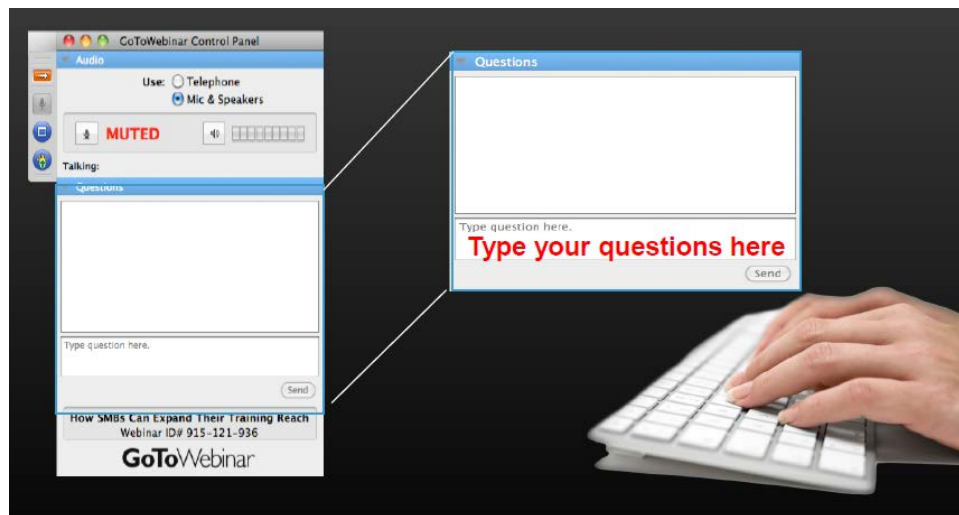 GoToWebinar Control Panel
Audio
Use: Telephone
Mic & Speakers
MUTED
Talking:
Questions
Type question here.
Send
How SMBs Can Expand Their Training Reach
Webinar ID# 915-121-936
GoToWebinar
Questions
Type question here.
Type your questions here
Send